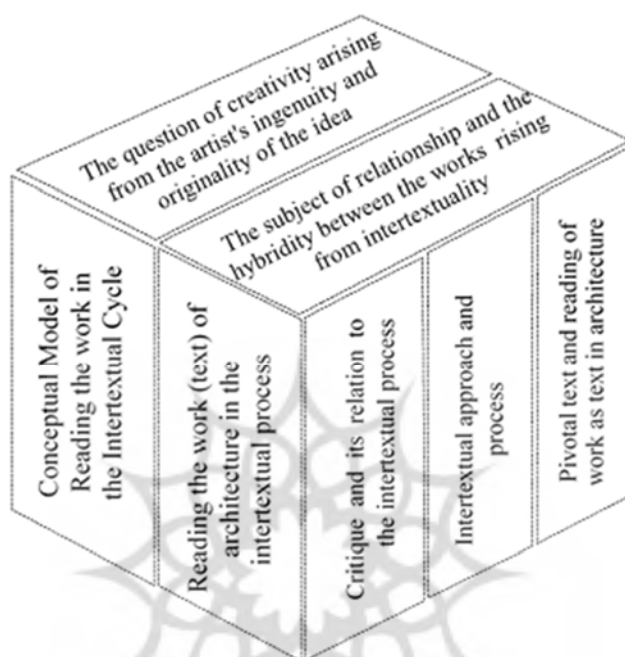 The question of creativity arising
from the artist's ingenuity and
originality of the idea
The subject of relationship and the
hybridity between the works rising
from intertextuality
Conceptual Model of
Reading the work in
the Intertextual Cycle
Reading the work (text) of
architecture in the
intertextual process
Critique and its relation to
the intertextual process
Intertextual approach and
process
Pivotal text and reading of
work as text in architecture